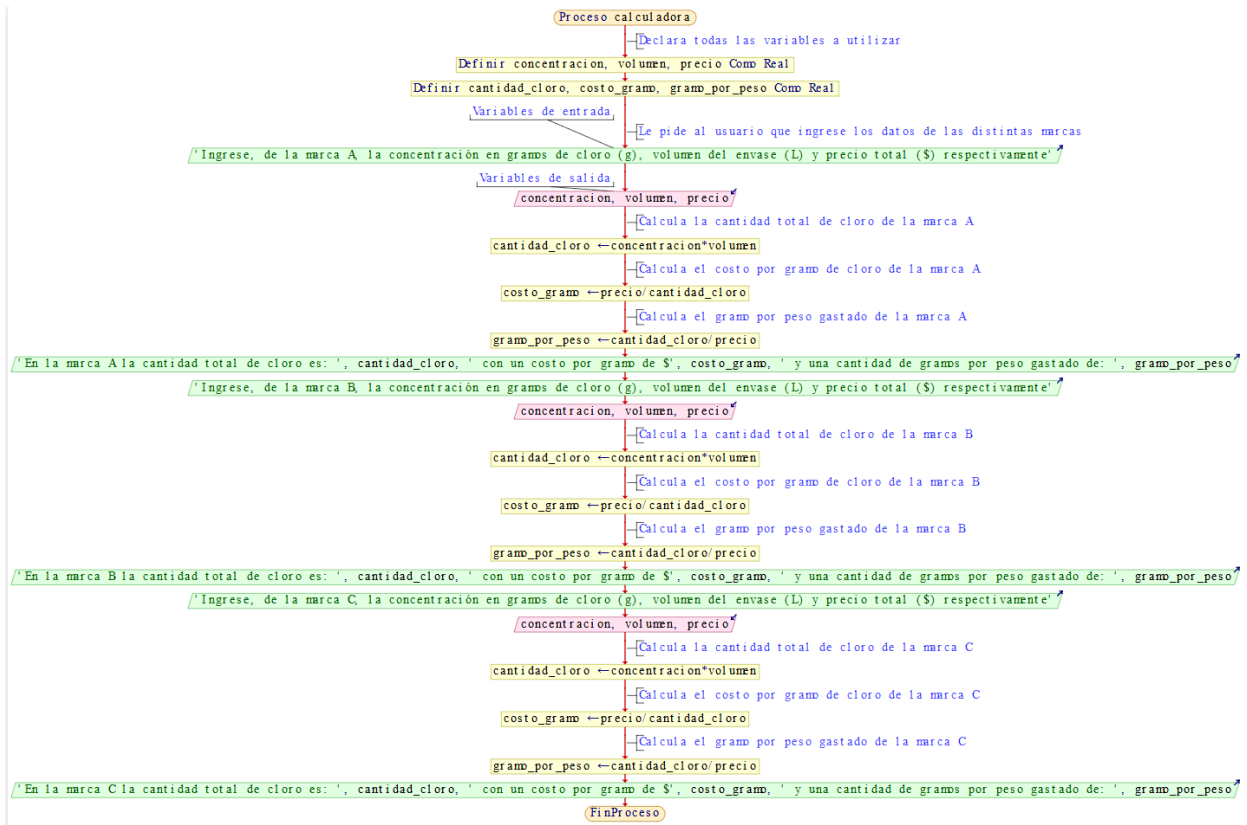 Proceso calculadora
Declara todas las variables a utilizar
Definir concentracion, volumen, precio Como Real
Definir cantidad_cloro, costo_gramo, gramo_por_peso Como Real
Variables de entrada
Le pide al usuario que ingrese los datos de las distintas marcas
'Ingrese, de la marca A, la concentración en gramos de cloro (g), volumen del envase (L) y precio total ($) respectivamente'
Variables de salida
concentracion, volumen, precio
Calcula la cantidad total de cloro de la marca A
cantidad_cloro ←concentracion*volumen
Calcula el costo por gramo de cloro de la marca A
costo_gramo ←precio/cantidad_cloro
Calcula el gramo por peso gastado de la marca A
gramo_por_peso ←cantidad_cloro/precio
'En la marca A la cantidad total de cloro es: ', cantidad_cloro, ' con un costo por gramo de $', costo_gramo, ' y una cantidad de gramos por peso gastado de: ', gramo_por_peso
'Ingrese, de la marca B, la concentración en gramos de cloro (g), volumen del envase (L) y precio total ($) respectivamente'
concentracion, volumen, precio
Calcula la cantidad total de cloro de la marca B
cantidad_cloro ←concentracion*volumen
Calcula el costo por gramo de cloro de la marca B
costo_gramo ←precio/cantidad_cloro
Calcula el gramo por peso gastado de la marca B
gramo_por_peso ←cantidad_cloro/precio
'En la marca B la cantidad total de cloro es: ', cantidad_cloro, ' con un costo por gramo de $', costo_gramo, ' y una cantidad de gramos por peso gastado de: ', gramo_por_peso
'Ingrese, de la marca C, la concentración en gramos de cloro (g), volumen del envase (L) y precio total ($) respectivamente'
concentracion, volumen, precio
Calcula la cantidad total de cloro de la marca C
cantidad_cloro ←concentracion*volumen
Calcula el costo por gramo de cloro de la marca C
costo_gramo ←precio/cantidad_cloro
Calcula el gramo por peso gastado de la marca C
gramo_por_peso ←cantidad_cloro/precio
'En la marca C la cantidad total de cloro es: ', cantidad_cloro, ' con un costo por gramo de $', costo_gramo, ' y una cantidad de gramos por peso gastado de: ', gramo_por_peso
FinProceso